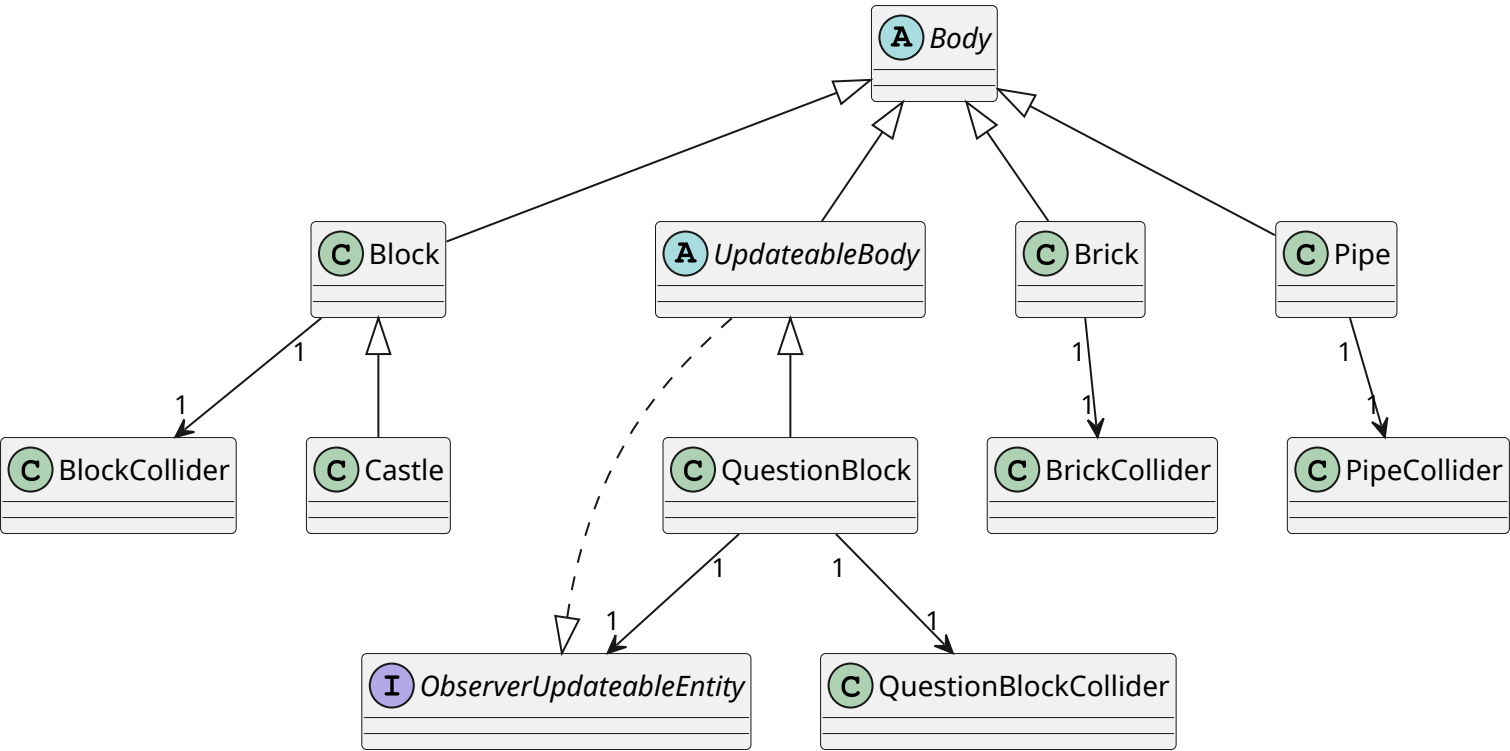 A Body
C Block
A UpdateableBody
C Brick
C Pipe
1
1
1
1
1
1
C BlockCollider
C Castle
C QuestionBlock
C BrickCollider
C PipeCollider
1
1
1
1
I ObserverUpdateableEntity
C QuestionBlockCollider